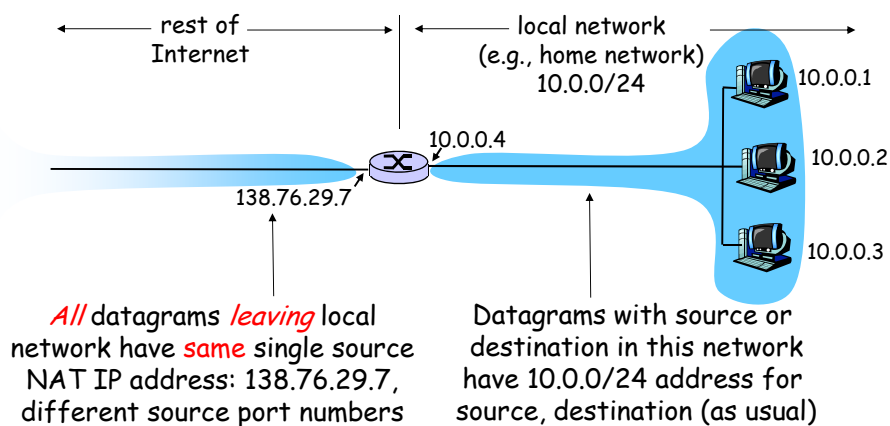 rest of
Internet
local network
(e.g., home network)
10.0.0/24
10.0.0.1
10.0.0.4
10.0.0.2
138.76.29.7
10.0.0.3
All datagrams leaving local
network have same single source
NAT IP address: 138.76.29.7,
different source port numbers
Datagrams with source or
destination in this network
have 10.0.0/24 address for
source, destination (as usual)